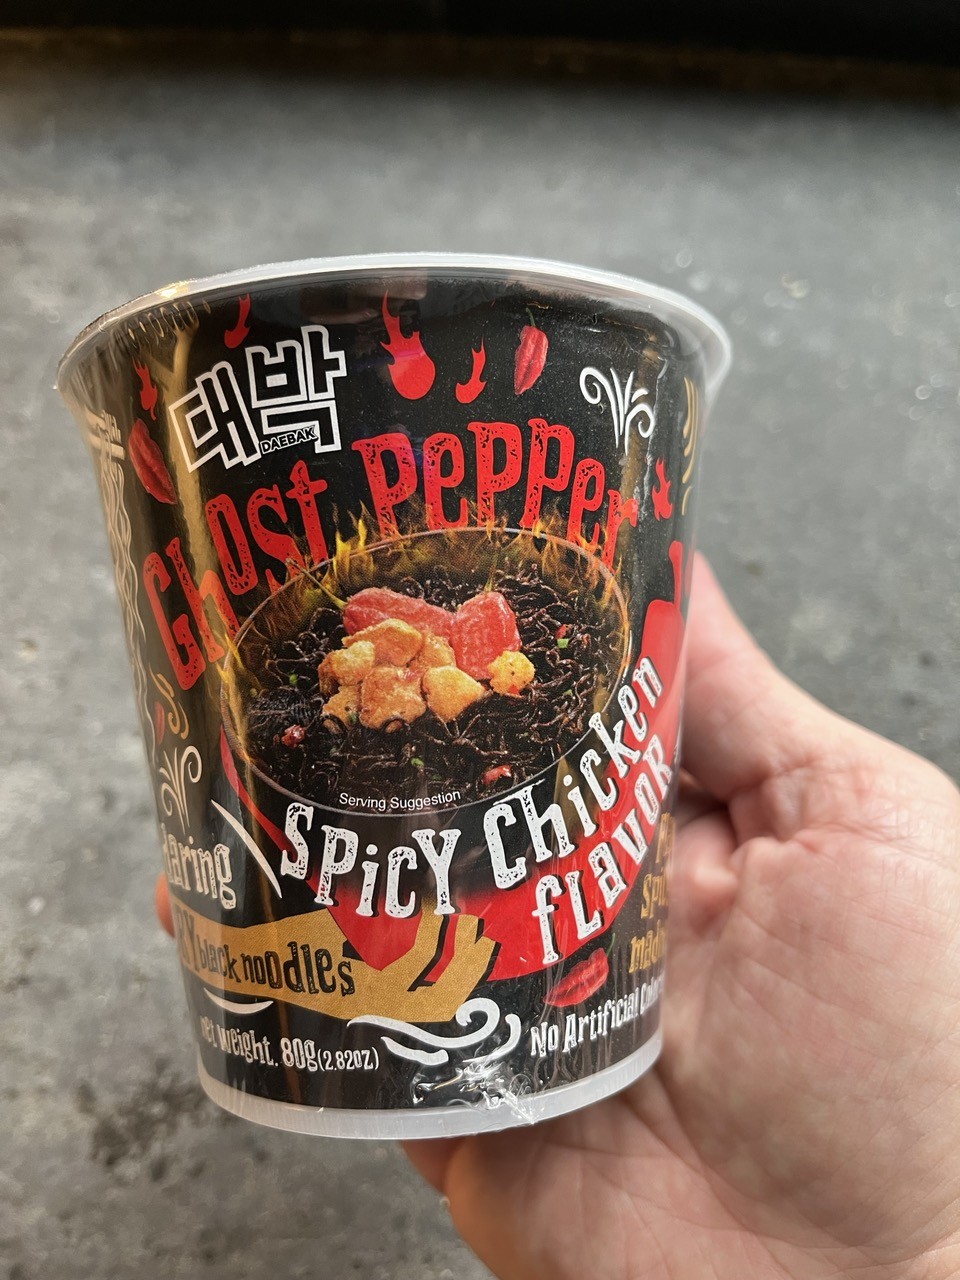 대박
DAEBAK
Ghost Pepper
Serving Suggestion
Spicy Chicken
flavor
daring
black noodles
net weight. 80g(2.82oz)
No Artificial